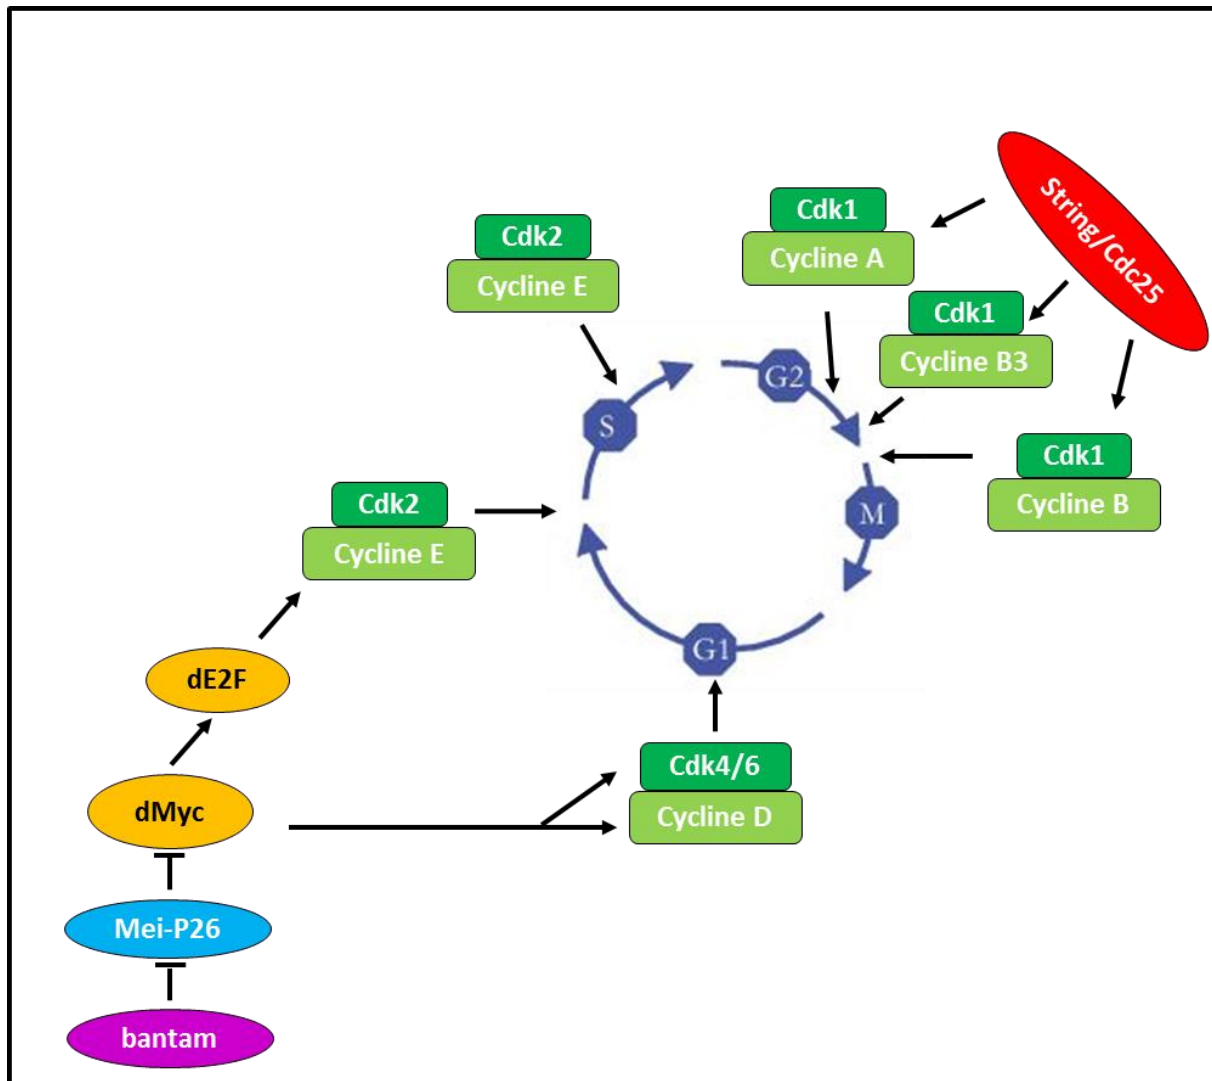 Cdk1
Cycline A
String/Cdc25
Cdk2
Cycline E
Cdk1
Cycline B3
G2
S
Cdk1
Cycline B
M
Cdk2
Cycline E
G1
dE2F
Cdk4/6
Cycline D
dMyc
Mei-P26
bantam